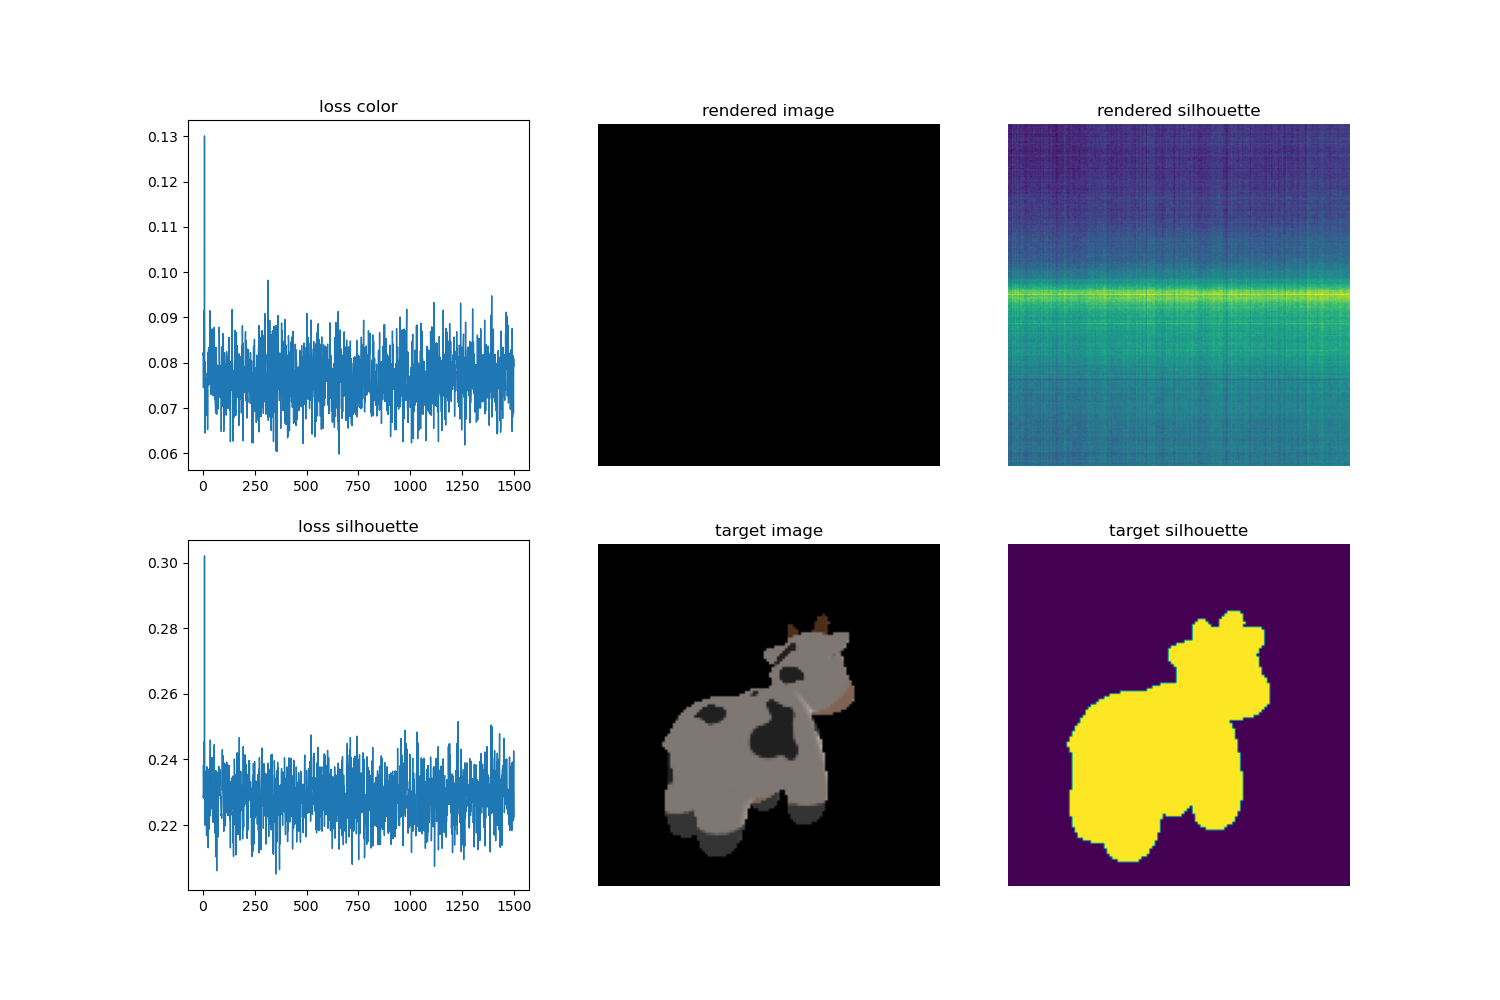 loss color
0.13
0.12
0.11
0.10
0.09
0.08
0.07
0.06
0 250 500 750 1000 1250 1500
rendered image
rendered silhouette
loss silhouette
0.30
0.28
0.26
0.24
0.22
0 250 500 750 1000 1250 1500
target image
target silhouette